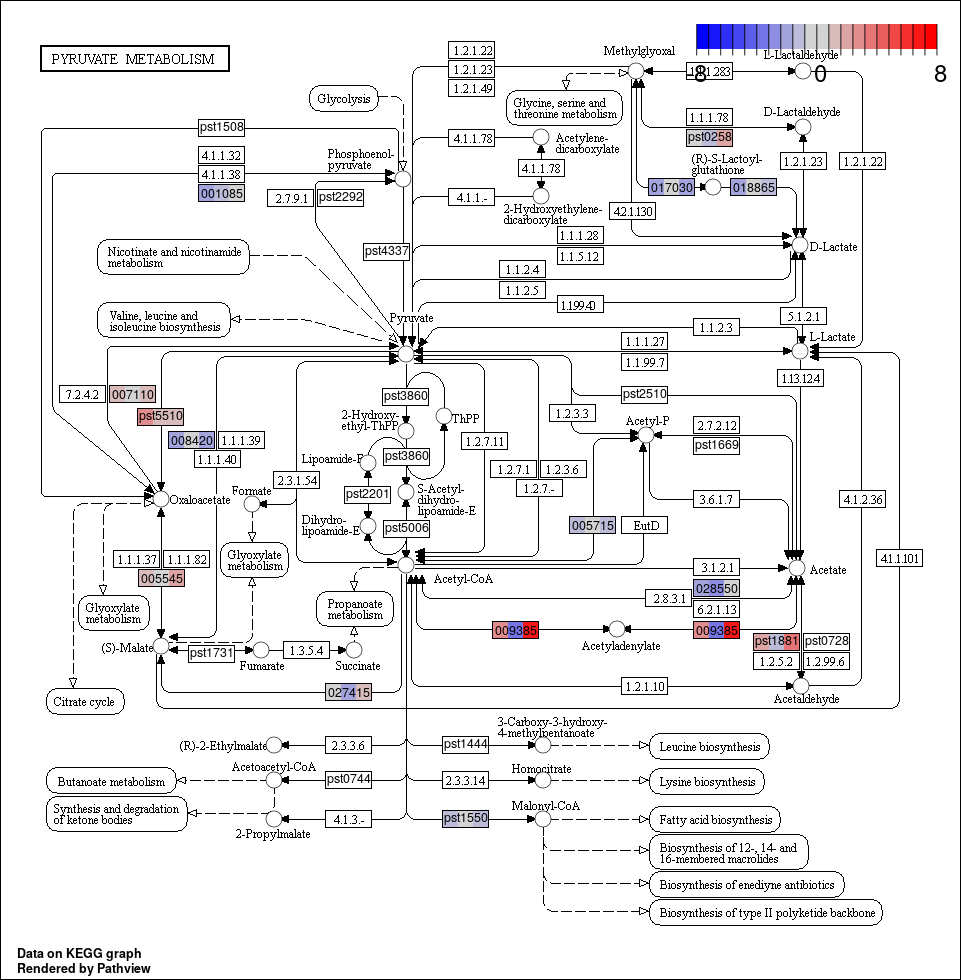 PYRUVATE METABOLISM
1.2.1.22
1.2.1.23
1.2.1.49
Methylglyoxal
1.1.1.283
L-Lactaldehyde
8
0
8
Glycolysis
Glycine, serine and
threonine metabolism
1.1.1.78
pst0258
D-Lactaldehyde
pst1508
4.1.1.32
4.1.1.38
001085
Phosphoenol-
pyruvate
2.7.9.1
pst2292
4.1.1.78
Acetylene-
dicarboxylate
4.1.1.78
4.1.1.-
2-Hydroxyethylene-
dicarboxylate
(R)-S-Lactoyl-
glutathione
017030
018865
1.2.1.23
1.2.1.22
4.2.1.130
Nicotinate and nicotinamide
metabolism
pst4337
1.1.1.28
1.1.5.12
D-Lactate
1.1.2.4
1.1.2.5
1.1.99.40
Valine, leucine and
isoleucine biosynthesis
Pyruvate
1.1.2.3
5.1.2.1
L-Lactate
1.1.1.27
1.1.99.7
1.13.12.4
7.2.4.2
007110
pst5510
008420
1.1.1.39
1.1.1.40
pst3860
2-Hydroxy-
ethyl-ThPP
ThPP
pst2510
1.2.3.3
Acetyl-P
2.7.2.12
pst1669
Lipoamide-E
pst3860
1.2.7.11
1.2.7.1
1.2.3.6
1.2.7.-
2.3.1.54
Formate
Oxaloacetate
pst2201
S-Acetyl-
dihydro-
lipoamide-E
Dihydro-
lipoamide-E
pst5006
005715
EutD
3.6.1.7
4.1.2.36
1.1.1.37
1.1.1.82
005545
Glyoxylate
metabolism
Glyoxylate
metabolism
Acetyl-CoA
3.1.2.1
Acetate
4.1.1.101
028550
2.8.3.1
6.2.1.13
Propanoate
metabolism
009385
Acetyladenylate
009385
pst1881
pst0728
1.2.5.2
1.2.99.6
(S)-Malate
pst1731
Fumarate
1.3.5.4
Succinate
027415
1.2.1.10
Acetaldehyde
Citrate cycle
(R)-2-Ethylmalate
2.3.3.6
pst1444
3-Carboxy-3-hydroxy-
4-methylpentanoate
Leucine biosynthesis
Butanoate metabolism
Acetoacetyl-CoA
pst0744
2.3.3.14
Homocitrate
Lysine biosynthesis
Synthesis and degradation
of ketone bodies
2-Propylmalate
4.1.3.-
pst1550
Malonyl-CoA
Fatty acid biosynthesis
Biosynthesis of 12-, 14- and
16-membered macrolides
Biosynthesis of enediyne antibiotics
Biosynthesis of type II polyketide backbone
Data on KEGG graph
Rendered by Pathview